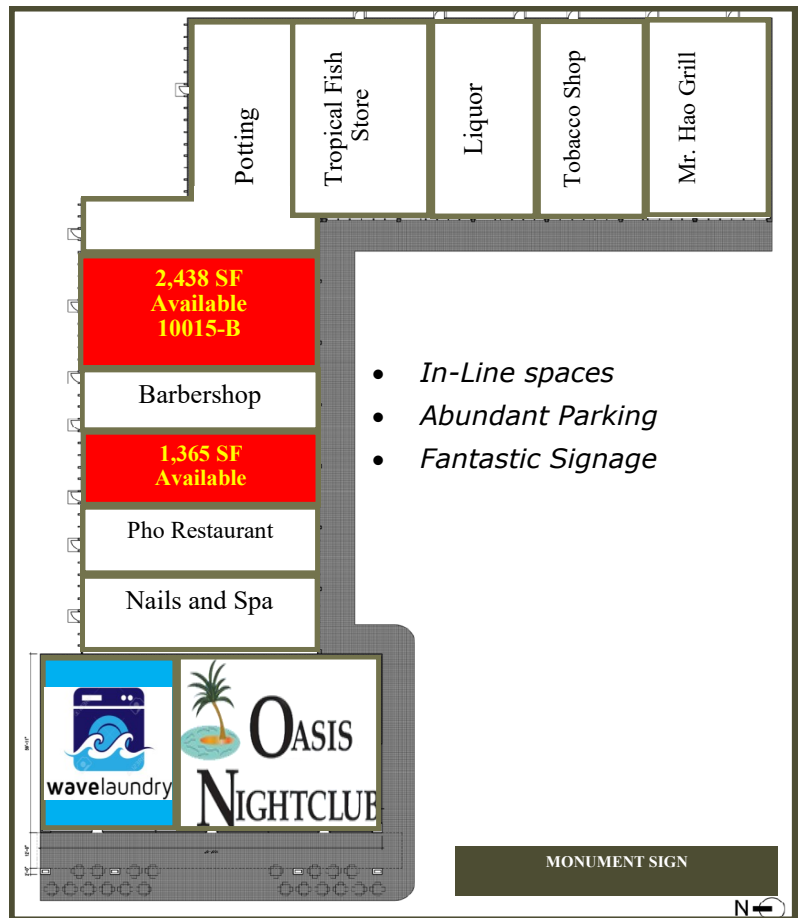 Potting
Tropical Fish
Store
Liquor
Tobacco Shop
Mr. Hao Grill
2,438 SF
Available
10015-B
Barbershop
1,365 SF
Available
Pho Restaurant
Nails and Spa
• In-Line spaces
• Abundant Parking
• Fantastic Signage
wavelaundry
OASIS
NIGHTCLUB
MONUMENT SIGN
N